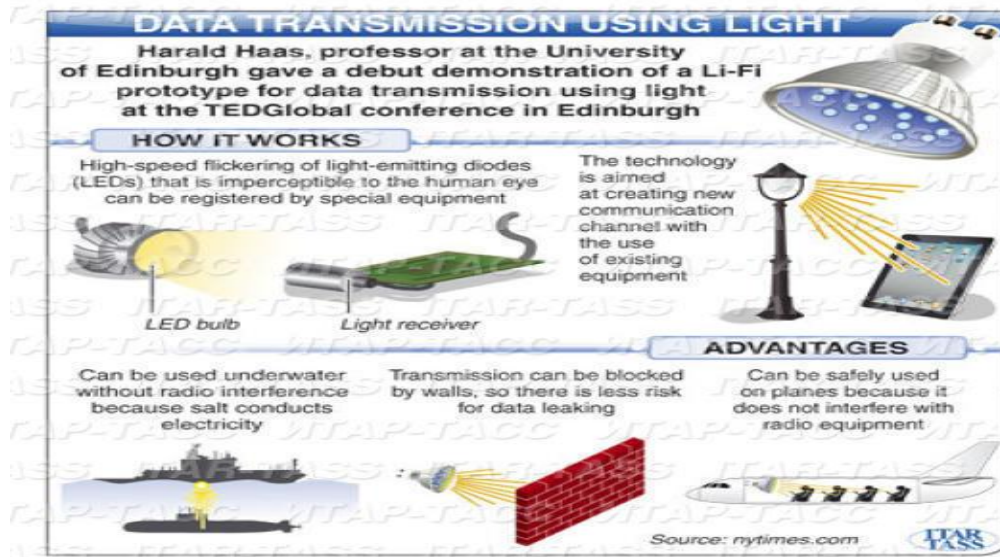 DATA TRANSMISSION USING LIGHT
Harald Haas, professor at the University
of Edinburgh gave a debut demonstration of a Li-Fi
prototype for data transmission using light
at the TEDGlobal conference in Edinburgh
HOW IT WORKS
High-speed flickering of light-emitting diodes
(LEDs) that is imperceptible to the human eye
can be registered by special equipment
LED bulb
Light receiver
The technology
is aimed
at creating new
communication
channel with
the use
of existing
equipment
ADVANTAGES
Can be used underwater
without radio interference
because salt conducts
electricity
Transmission can be blocked
by walls, so there is less risk
for data leaking
Can be safely used
on planes because it
does not interfere with
radio equipment
Source: nytimes.com
ITAR
TASS